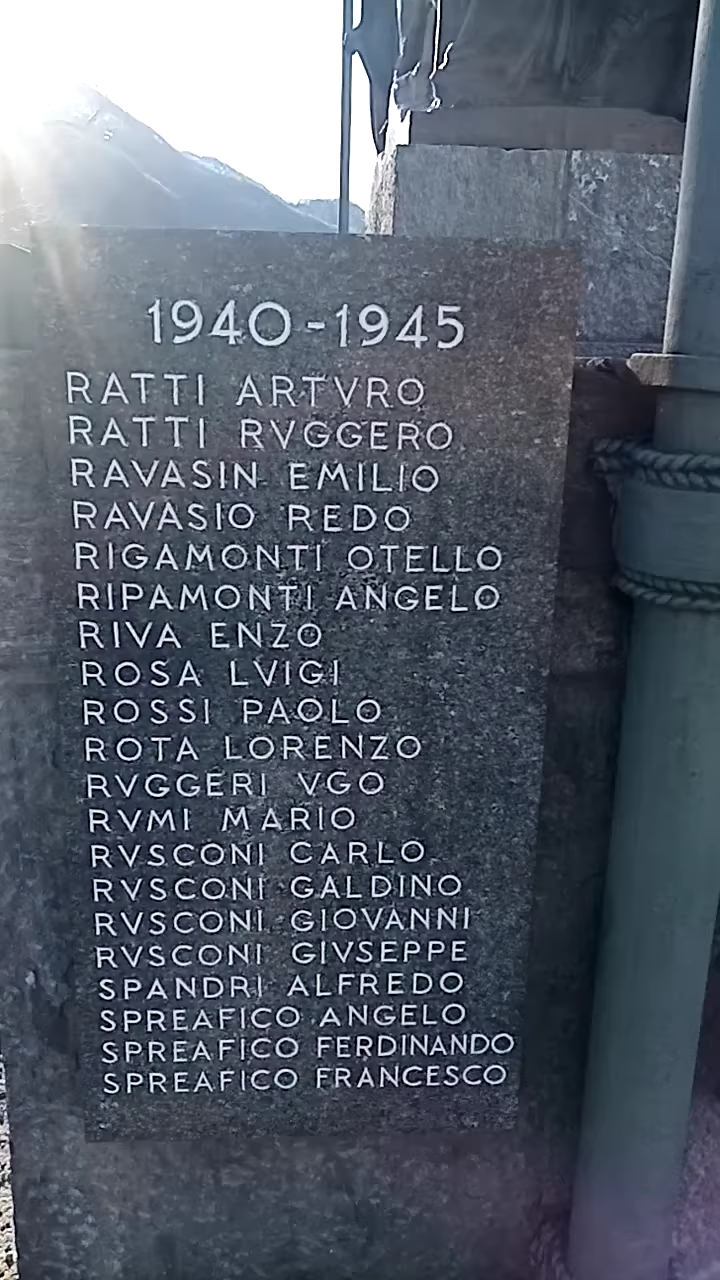 1940-1945
RATTI ARTVRO
RATTI RVGGERO
RAVASIN EMILIO
RAVASIO REDO
RIGAMONTI OTELLO
RIPAMONTI ANGELO
RIVA ENZO
ROSA LVIGI
ROSSI PAOLO
ROTA LORENZO
RVGGERI VGO
RVMI MARIO
RVSCONI CARLO
RVSCONI GALDINO
RVSCONI GIOVANNI
RVSCONI GIVSEPPE
SPANDRI ALFREDO
SPREAFICO ANGELO
SPREAFICO FERDINANDO
SPREAFICO FRANCESCO